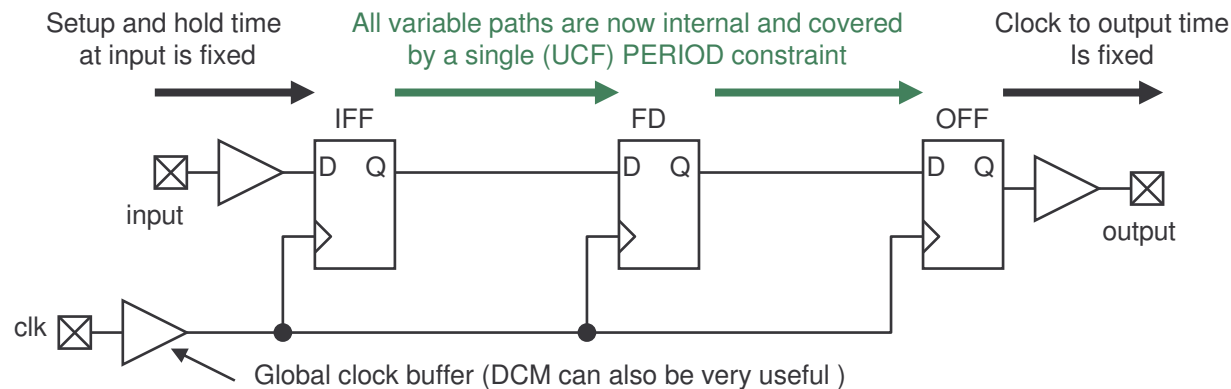 Setup and hold time
at input is fixed
All variable paths are now internal and covered
by a single (UCF) PERIOD constraint
Clock to output time
Is fixed
IFF
FD
OFF
D Q
D Q
D Q
input
output
clk
Global clock buffer (DCM can also be very useful )